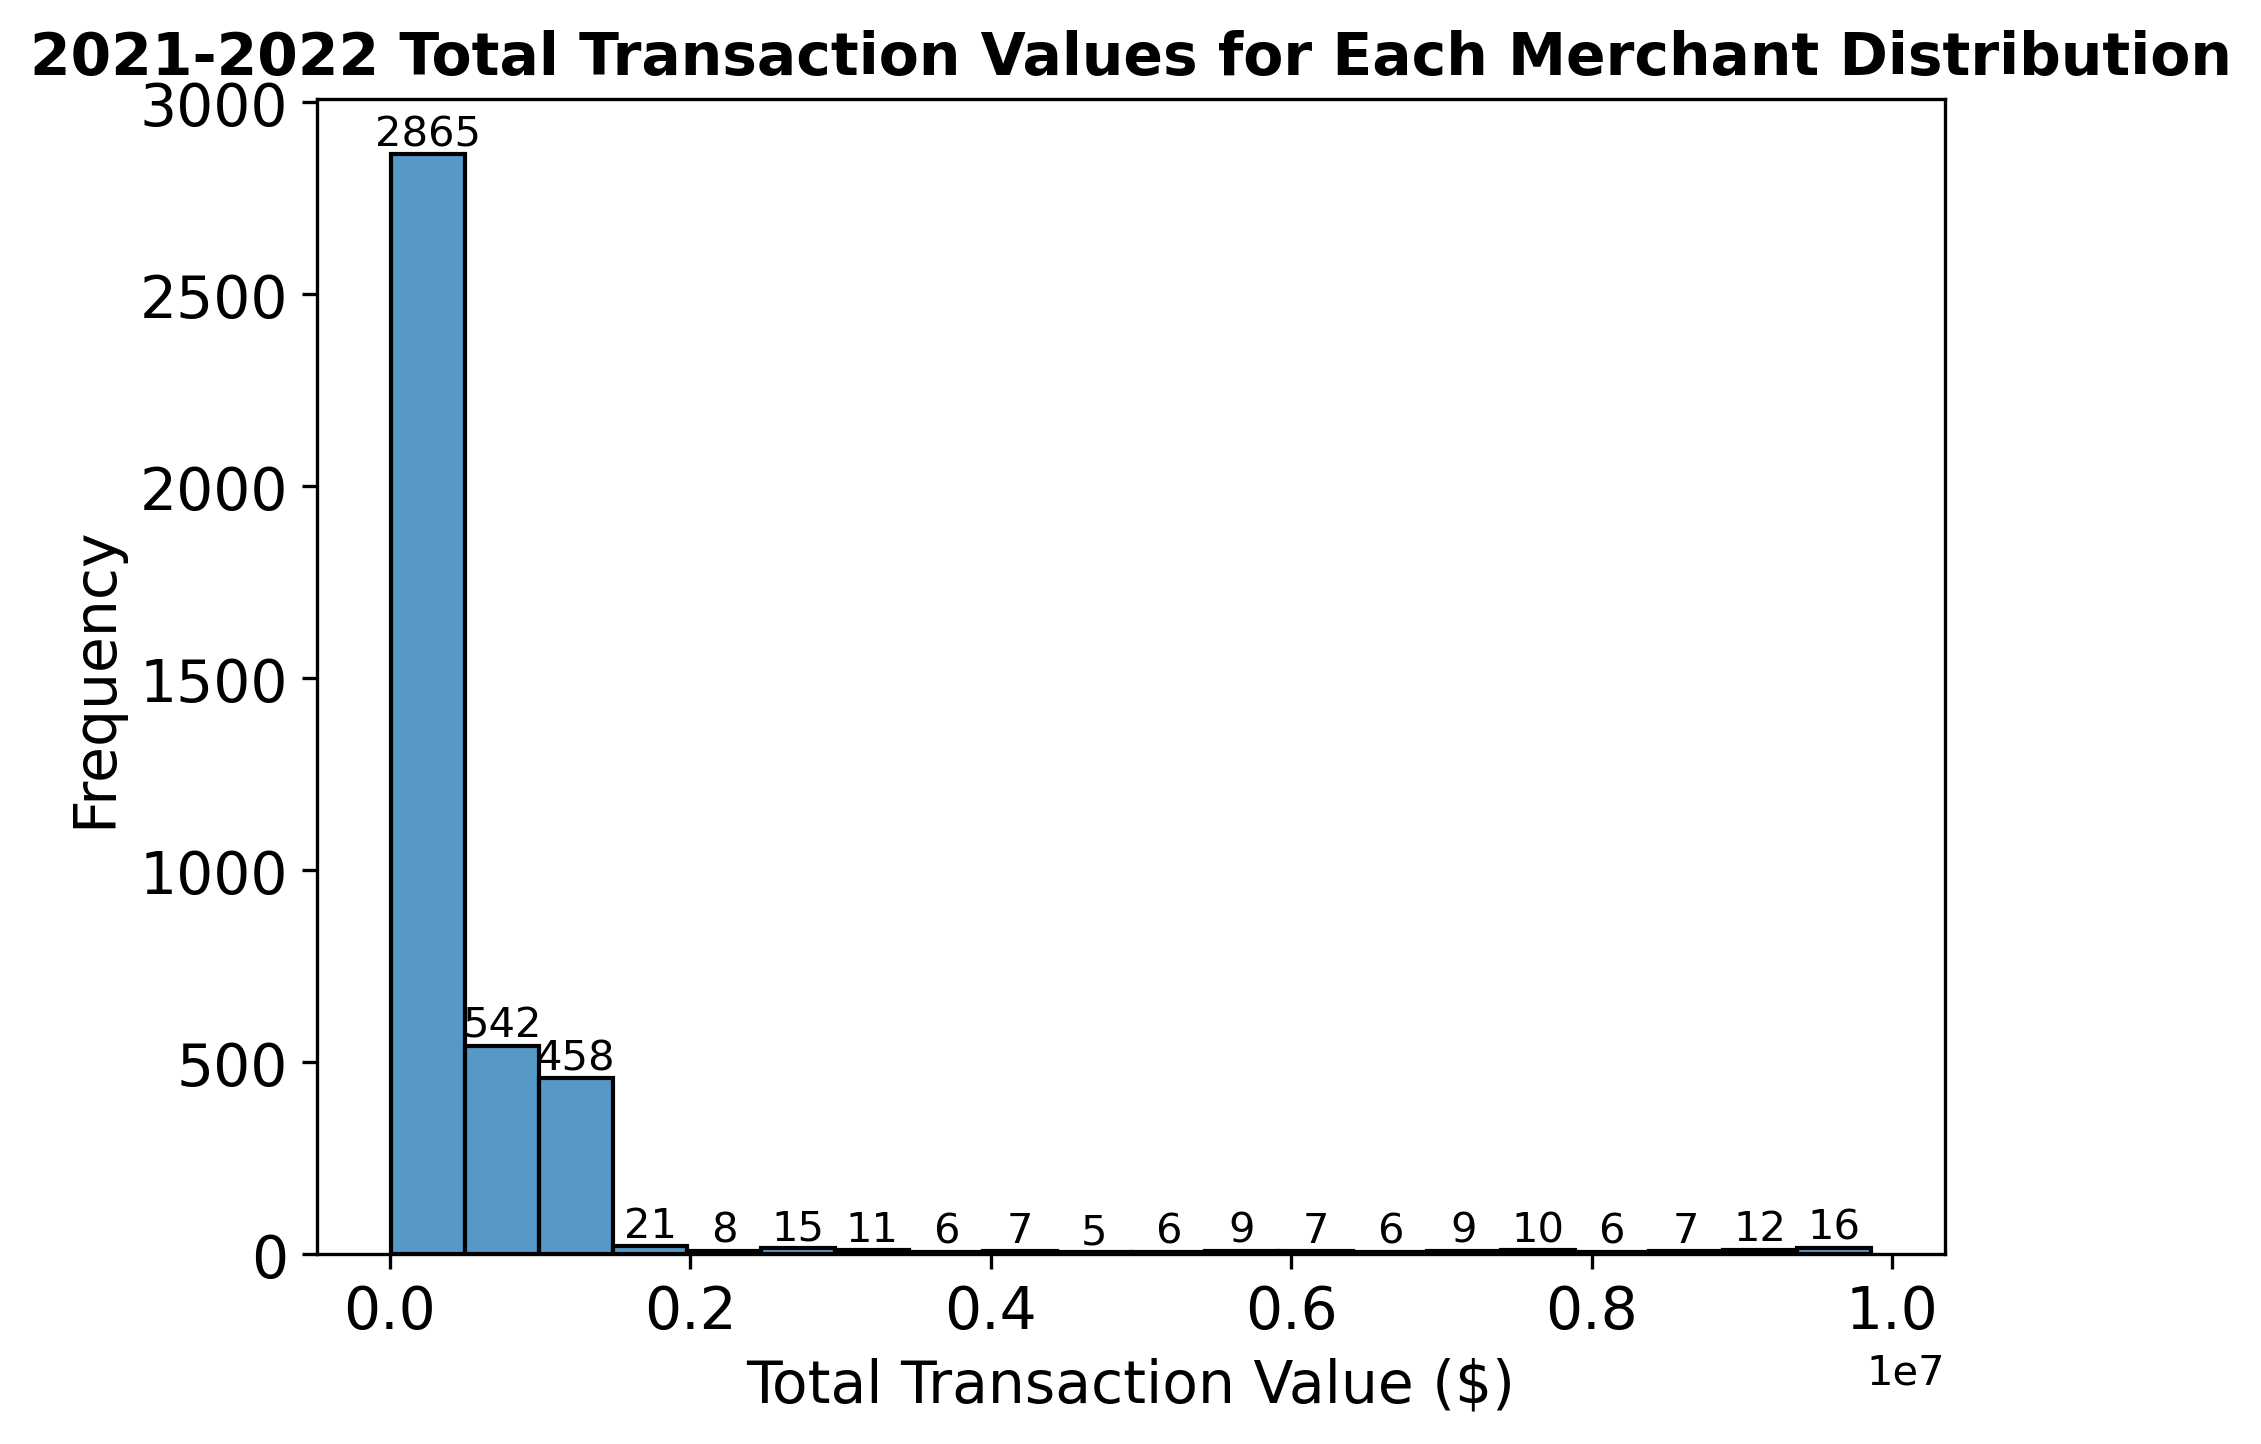 2021-2022 Total Transaction Values for Each Merchant Distribution
3000
2500
2000
1500
1000
500
0
Frequency
2865
542
458
21 8 15 11 6 7 5 6 9 7 6 9 10 6 7 12 16
0.0 0.2 0.4 0.6 0.8 1.0
1e7
Total Transaction Value ($)